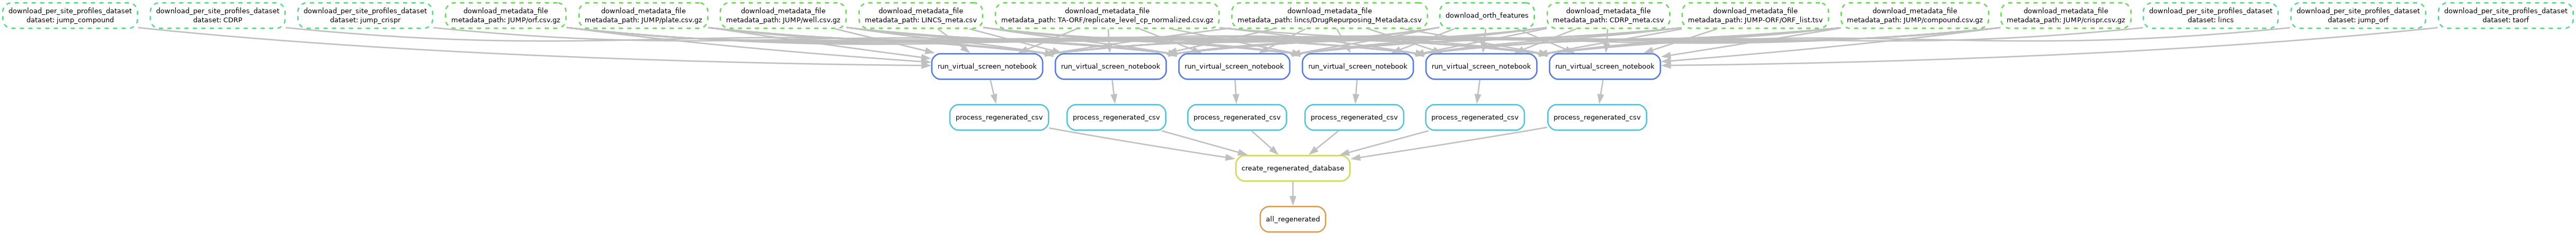 download_per_site_profiles_dataset
dataset: jump_compound
download_per_site_profiles_dataset
dataset: CDRP
download_per_site_profiles_dataset
dataset: jump_crispr
download_metadata_file
metadata_path: JUMP/orf.csv.gz
download_metadata_file
metadata_path: JUMP/plate.csv.gz
download_metadata_file
metadata_path: JUMP/well.csv.gz
download_metadata_file
metadata_path: LINCS_meta.csv
download_metadata_file
metadata_path: TA-ORF/replicate_level_cp_normalized.csv.gz
download_metadata_file
metadata_path: lincs/DrugRepurposing_Metadata.csv
download_orth_features
download_metadata_file
metadata_path: CDRP_meta.csv
download_metadata_file
metadata_path: JUMP-ORF/ORF_list.tsv
download_metadata_file
metadata_path: JUMP/compound.csv.gz
download_metadata_file
metadata_path: JUMP/crispr.csv.gz
download_per_site_profiles_dataset
dataset: lincs
download_per_site_profiles_dataset
dataset: jump_orf
download_per_site_profiles_dataset
dataset: taorf
run_virtual_screen_notebook
run_virtual_screen_notebook
run_virtual_screen_notebook
run_virtual_screen_notebook
run_virtual_screen_notebook
run_virtual_screen_notebook
process_regenerated_csv
process_regenerated_csv
process_regenerated_csv
process_regenerated_csv
process_regenerated_csv
process_regenerated_csv
create_regenerated_database
all_regenerated